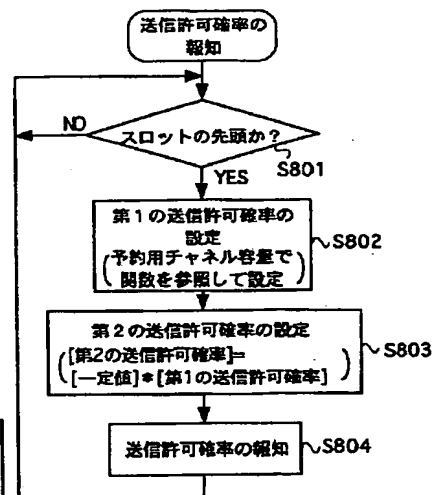 送信許可確率の
報知
NO
スロットの先頭か？
S801
YES
第1の送信許可確率の
設定
(予約用チャネル容量で
関数を参照して設定)
S802
第2の送信許可確率の設定
([第2の送信許可確率]=
[一定値]*[第1の送信許可確率])
S803
送信許可確率の報知
S804